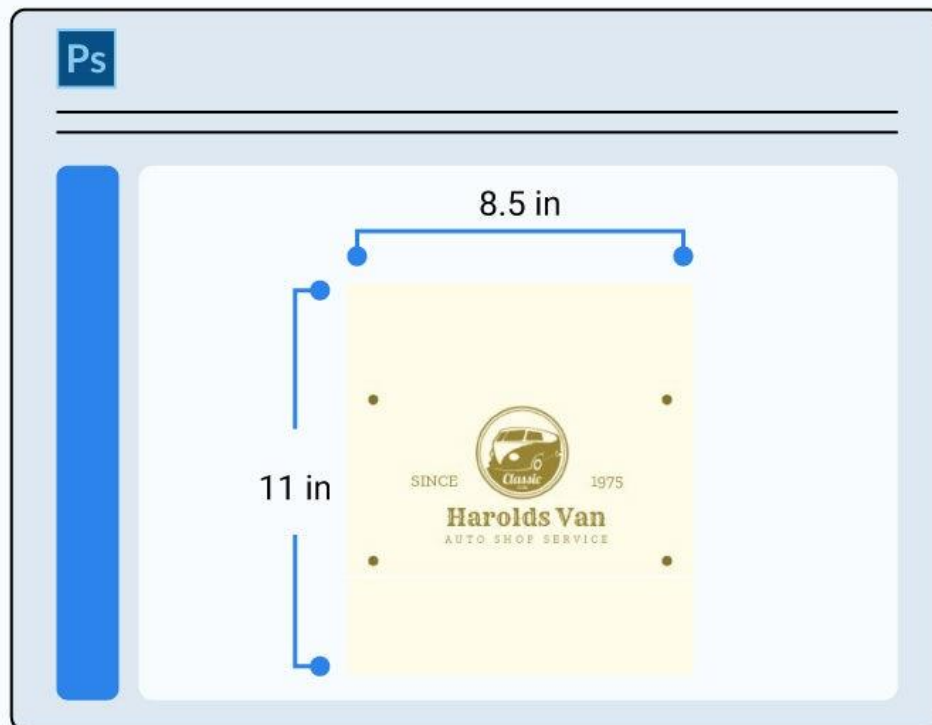 Ps
8.5 in
11 in
SINCE
Classic
1975
Harolds Van
AUTO SHOP SERVICE